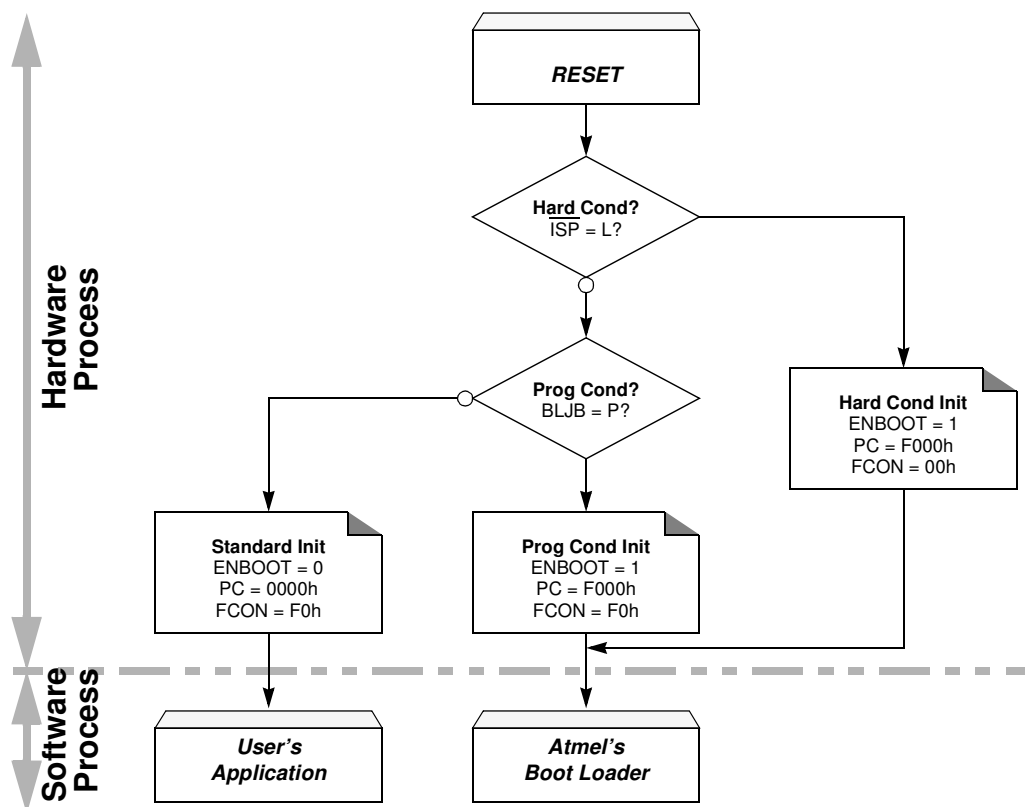 RESET
Hard Cond?
ISP = L?
Prog Cond?
BLJB = P?
Hard Cond Init
ENBOOT = 1
PC = F000h
FCON = 00h
Standard Init
ENBOOT = 0
PC = 0000h
FCON = F0h
Prog Cond Init
ENBOOT = 1
PC = F000h
FCON = F0h
Hardware
Process
User's
Application
Atmel's
Boot Loader
Software
Process